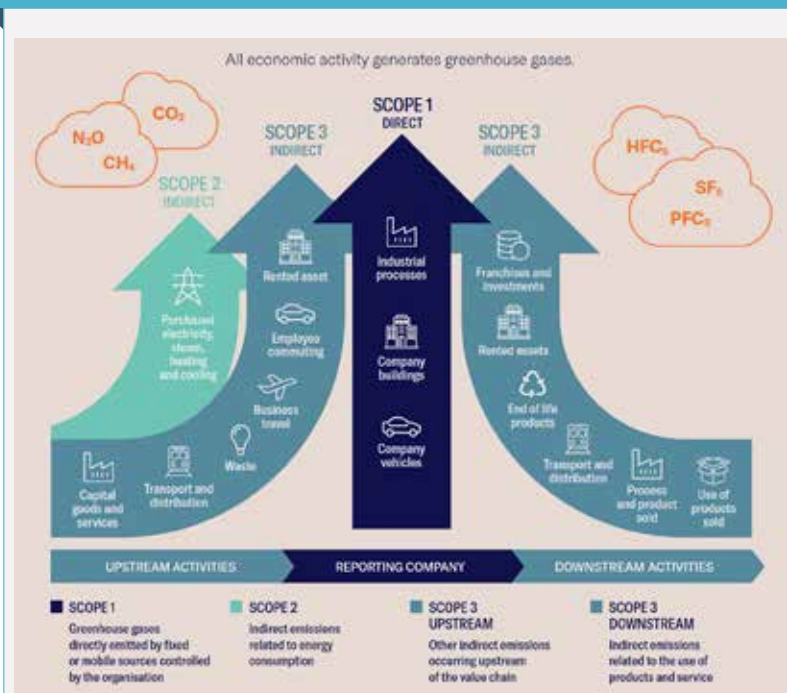 All economic activity generates greenhouse gases.
SCOPE 1
DIRECT
SCOPE 3
INDIRECT
SCOPE 3
INDIRECT
CO₂
N₂O
CH₄
HFCₛ
SF₆
PFCₛ
SCOPE 2
INDIRECT
Purchased
electricity,
steam,
heating
and cooling
Rented asset
Employee
commuting
Business
travel
Waste
Transport and
distribution
Capital
goods and
services
Industrial
processes
Company
buildings
Company
vehicles
Franchises and
investments
Rented assets
End of life
products
Transport and
distribution
Process
and product
sold
Use of
products
sold
UPSTREAM ACTIVITIES
REPORTING COMPANY
DOWNSTREAM ACTIVITIES
SCOPE 1
Greenhouse gases
directly emitted by fixed
or mobile sources controlled
by the organisation
SCOPE 2
Indirect emissions
related to energy
consumption
SCOPE 3
UPSTREAM
Other indirect emissions
occurring upstream
of the value chain
SCOPE 3
DOWNSTREAM
Indirect emissions
related to the use of
products and service